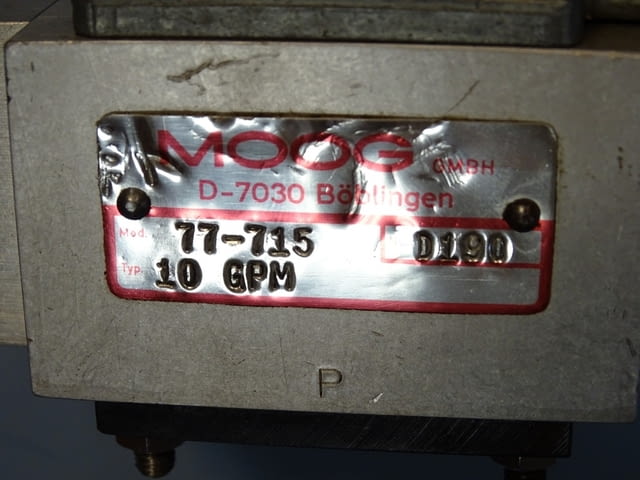 MOOG GMBH
D-7030 Böblingen
Mod. 77-715 D190
Typ. 10 GPM
P